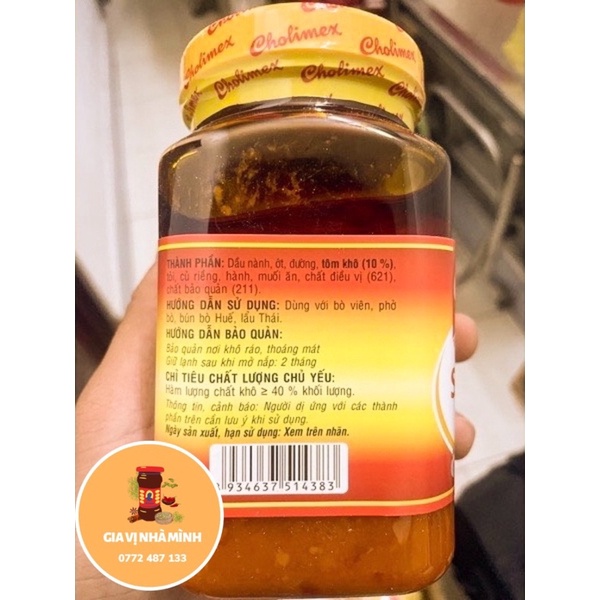 Cholimex
Cholimex
Cholimex
Cholimex
THÀNH PHẦN: Dầu nành, ớt, đường, tôm khô (10 %),
tỏi, củ riềng, hành, muối ăn, chất điều vị (621),
chất bảo quản (211).
HƯỚNG DẪN SỬ DỤNG: Dùng với bò viên, phở
bò, bún bò Huế, lẩu Thái.
HƯỚNG DẪN BẢO QUẢN:
Bảo quản nơi khô ráo, thoáng mát
Giữ lạnh sau khi mở nắp: 2 tháng
CHỈ TIÊU CHẤT LƯỢNG CHỦ YẾU:
Hàm lượng chất khô ≥ 40 % khối lượng.
Thông tin, cảnh báo: Người dị ứng với các thành
phần trên cần lưu ý khi sử dụng.
Ngày sản xuất, hạn sử dụng: Xem trên nhãn.
934637 514383
GIA VỊ NHÀ MÌNH
0772 487 133